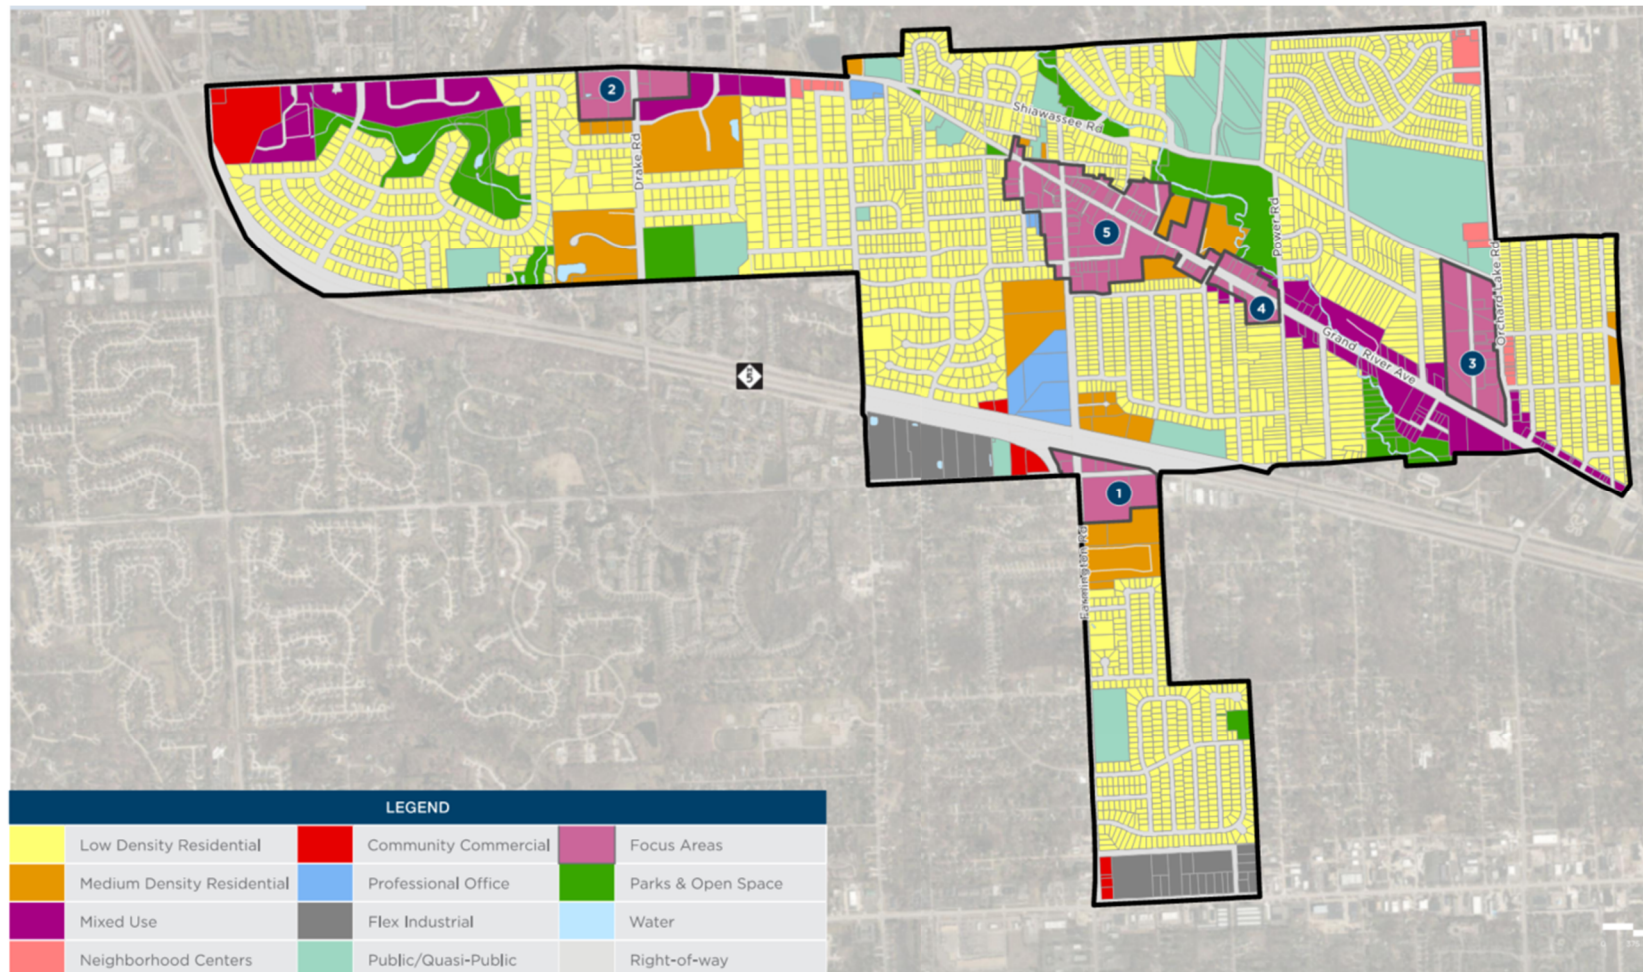 2
Shiawassee Rd
Drake Rd
5
Power Rd
4
Orchard Lake Rd
Grand River Ave
3
M 5
1
Farmington Rd
LEGEND
Low Density Residential Community Commercial Focus Areas
Medium Density Residential Professional Office Parks & Open Space
Mixed Use Flex Industrial Water
Neighborhood Centers Public/Quasi-Public Right-of-way